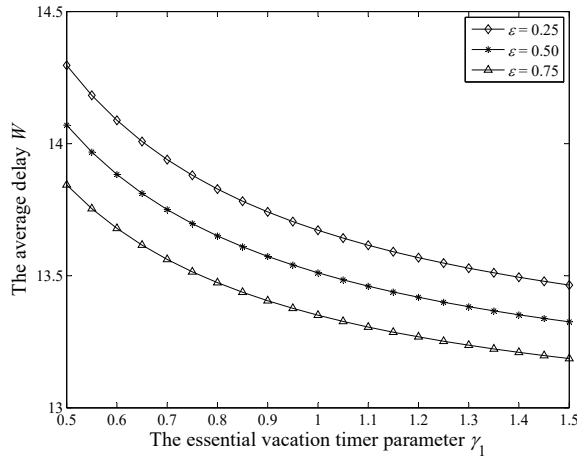 14.5
14
13.5
13
The average delay W
ε = 0.25
ε = 0.50
ε = 0.75
0.5 0.6 0.7 0.8 0.9 1 1.1 1.2 1.3 1.4 1.5
The essential vacation timer parameter γ₁